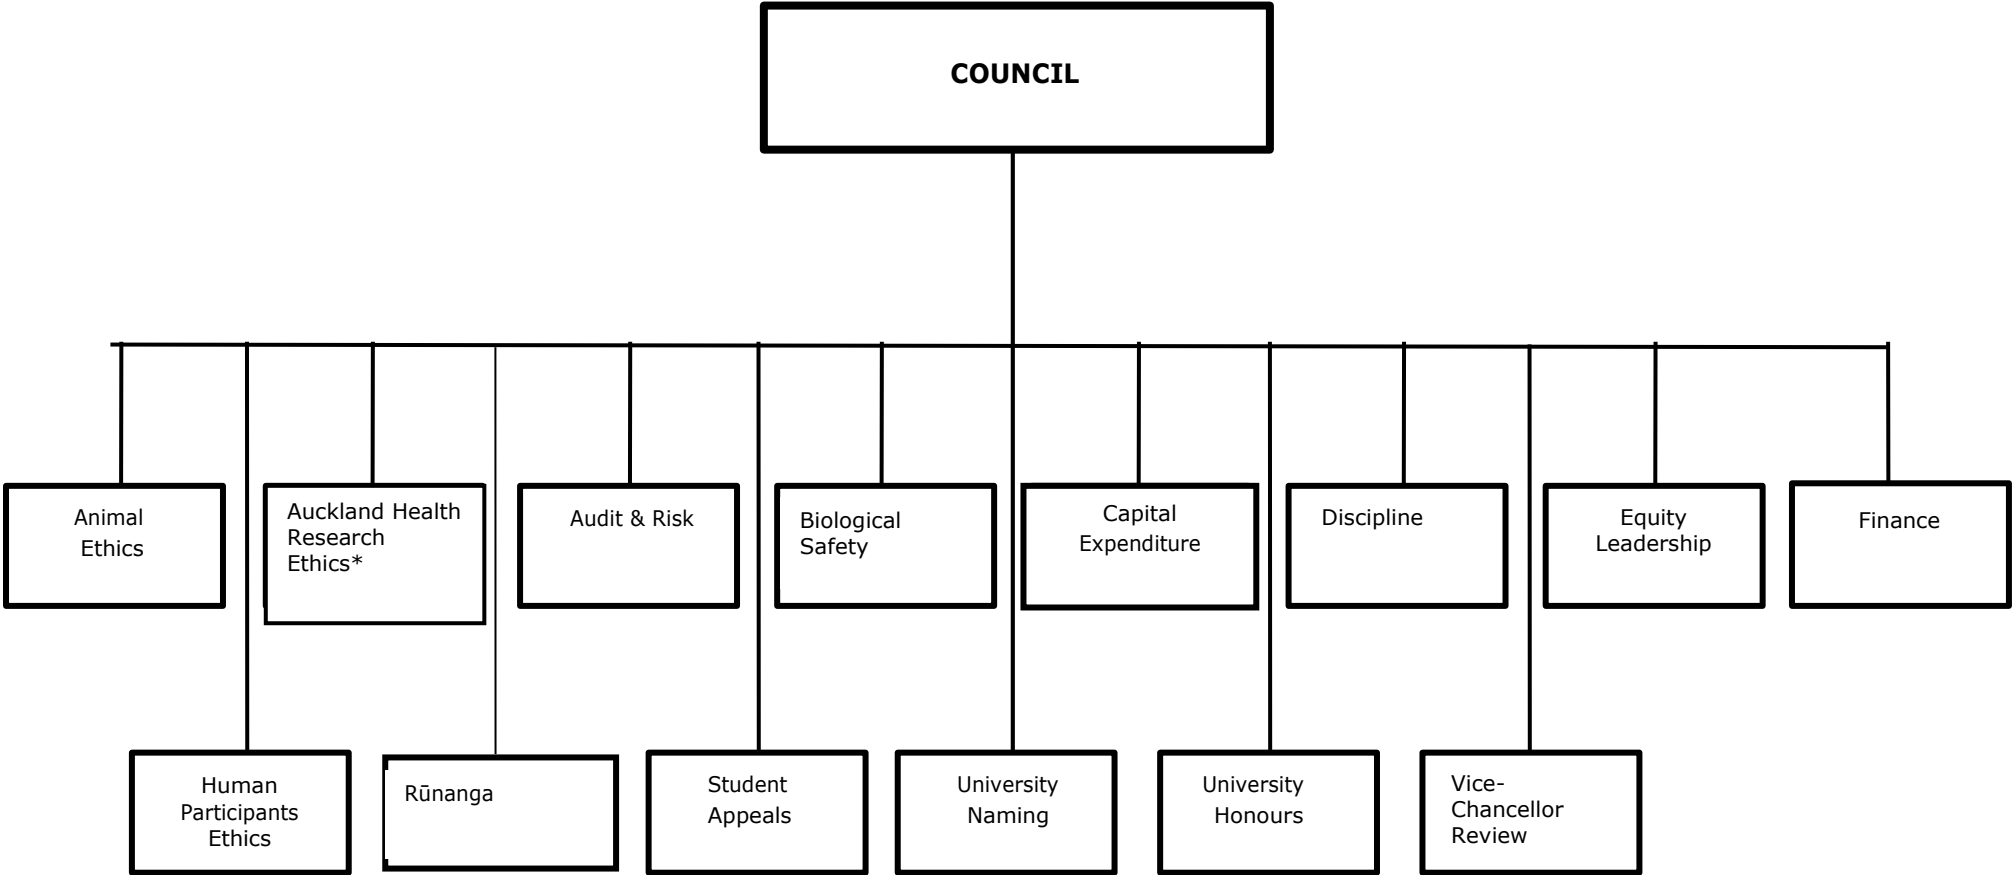 COUNCIL
Animal
Ethics
Auckland Health
Research
Ethics*
Audit & Risk
Biological
Safety
Capital
Expenditure
Discipline
Equity
Leadership
Finance
Human
Participants
Ethics
Rūnanga
Student
Appeals
University
Naming
University
Honours
Vice-
Chancellor
Review